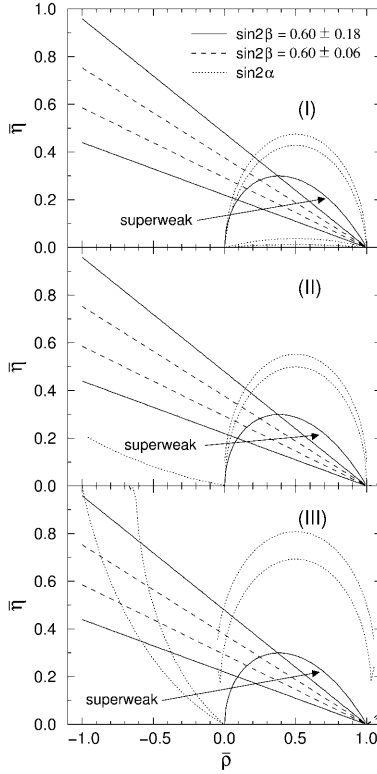 sin2β = 0.60 ± 0.18
sin2β = 0.60 ± 0.06
sin2α
(I)
superweak
η̄
1.0
0.8
0.6
0.4
0.2
0.0
(II)
superweak
η̄
0.8
0.6
0.4
0.2
0.0
(III)
superweak
η̄
0.8
0.6
0.4
0.2
0.0
−1.0 −0.5 0.0 0.5 1.0
ρ̄